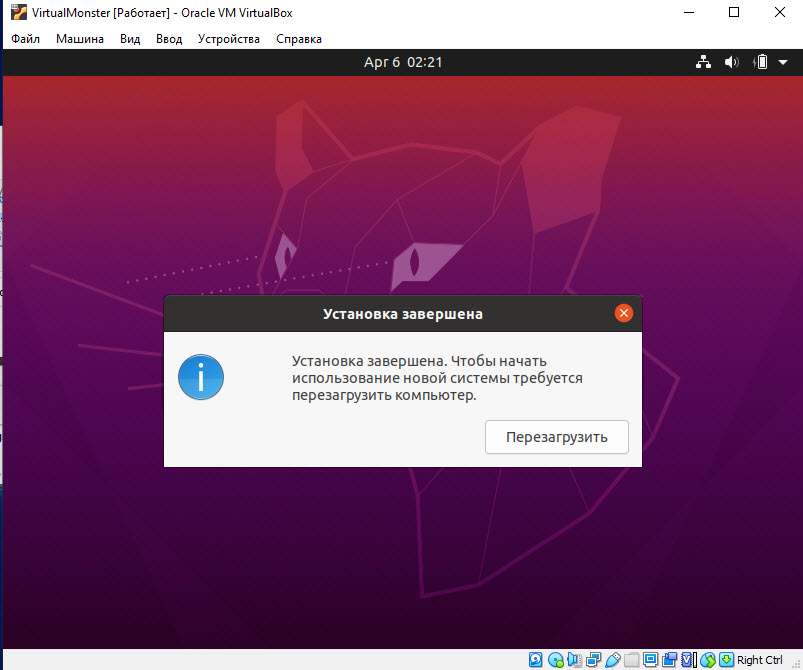 VirtualMonster [Работает] - Oracle VM VirtualBox
Файл Машина Вид Ввод Устройства Справка
Apr 6 02:21
Установка завершена
Установка завершена. Чтобы начать
использование новой системы требуется
перезагрузить компьютер.
Перезагрузить
Right Ctrl